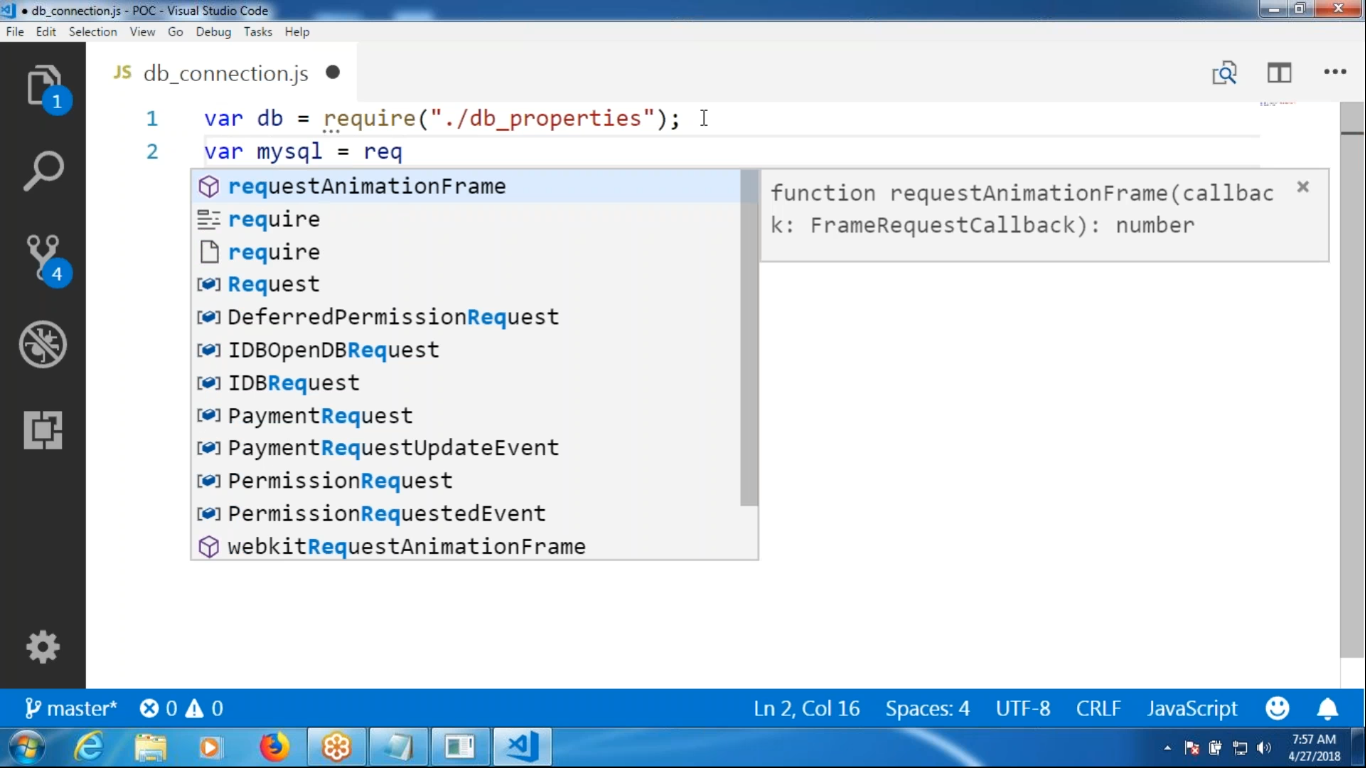 ● db_connection.js - POC - Visual Studio Code
File Edit Selection View Go Debug Tasks Help
1
JS db_connection.js ●
1 var db = require("./db_properties");
2 var mysql = req
requestAnimationFrame
function requestAnimationFrame(callbac
k: FrameRequestCallback): number
require
require
Request
DeferredPermissionRequest
IDBOpenDBRequest
IDBRequest
PaymentRequest
PaymentRequestUpdateEvent
PermissionRequest
PermissionRequestedEvent
webkitRequestAnimationFrame
4
master* 0 0 Ln 2, Col 16 Spaces: 4 UTF-8 CRLF JavaScript
7:57 AM
4/27/2018